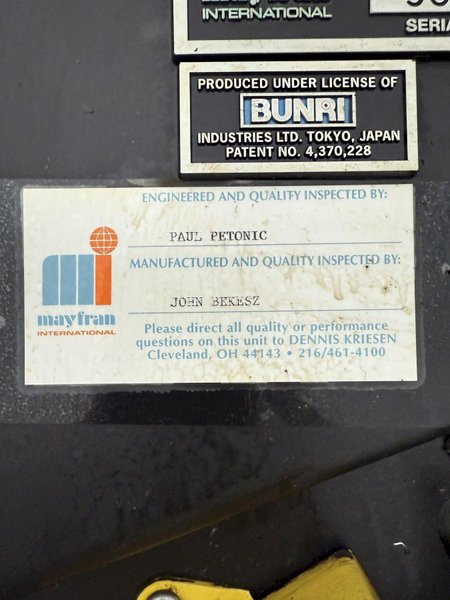 INTERNATIONAL
SERIA
PRODUCED UNDER LICENSE OF
BUNRI
INDUSTRIES LTD. TOKYO, JAPAN
PATENT NO. 4,370,228
ENGINEERED AND QUALITY INSPECTED BY:
PAUL PETONIC
MANUFACTURED AND QUALITY INSPECTED BY:
JOHN BEKESZ
mi
mayfran
INTERNATIONAL
Please direct all quality or performance
questions on this unit to DENNIS KRIESEN
Cleveland, OH 44143 • 216/461-4100